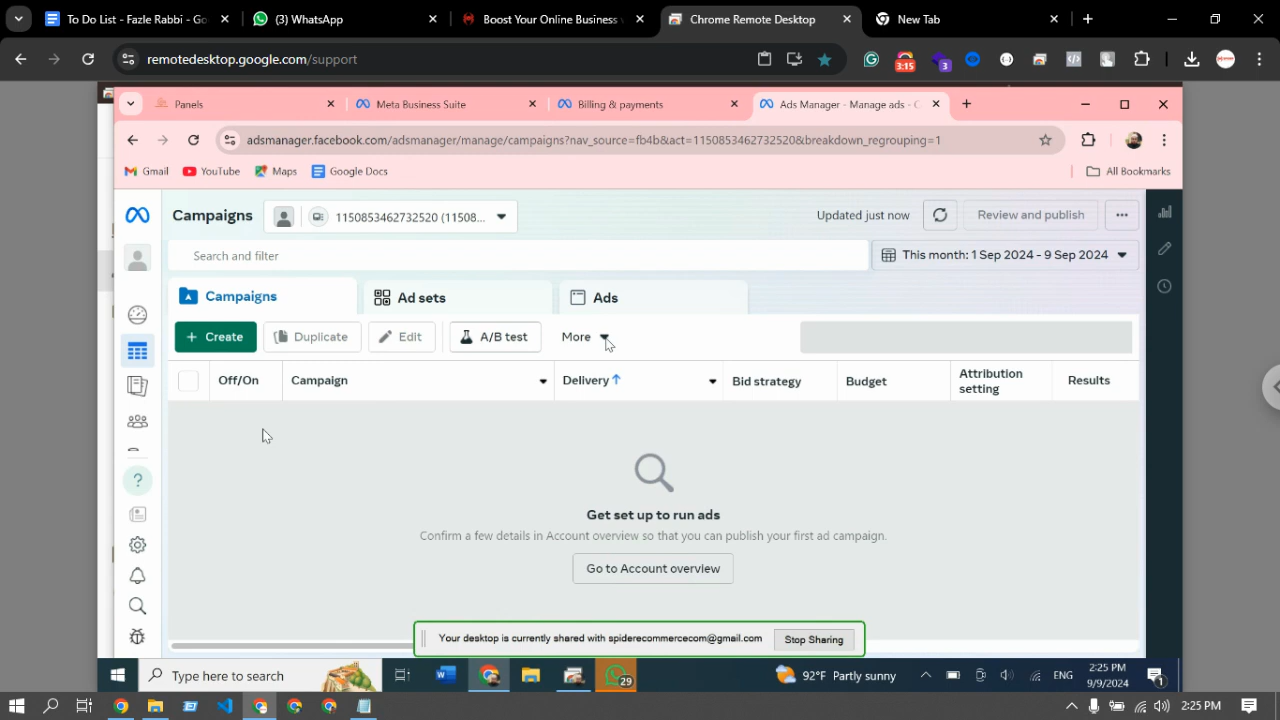 To Do List - Fazle Rabbi - Go
(3) WhatsApp
Boost Your Online Business
Chrome Remote Desktop
New Tab
remotedesktop.google.com/support
3:15
3
Panels
Meta Business Suite
Billing & payments
Ads Manager - Manage ads - C
adsmanager.facebook.com/adsmanager/manage/campaigns?nav_source=fb4b&act=1150853462732520&breakdown_regrouping=1
Gmail
YouTube
Maps
Google Docs
All Bookmarks
Campaigns
1150853462732520 (11508...
Updated just now
Review and publish
Search and filter
This month: 1 Sep 2024 - 9 Sep 2024
Campaigns
Ad sets
Ads
+ Create
Duplicate
Edit
A/B test
More
Off/On
Campaign
Delivery ↑
Bid strategy
Budget
Attribution
setting
Results
Get set up to run ads
Confirm a few details in Account overview so that you can publish your first ad campaign.
Go to Account overview
Your desktop is currently shared with spiderecommercecom@gmail.com
Stop Sharing
Type here to search
29
92°F Partly sunny
ENG
2:25 PM
9/9/2024
1
2:25 PM